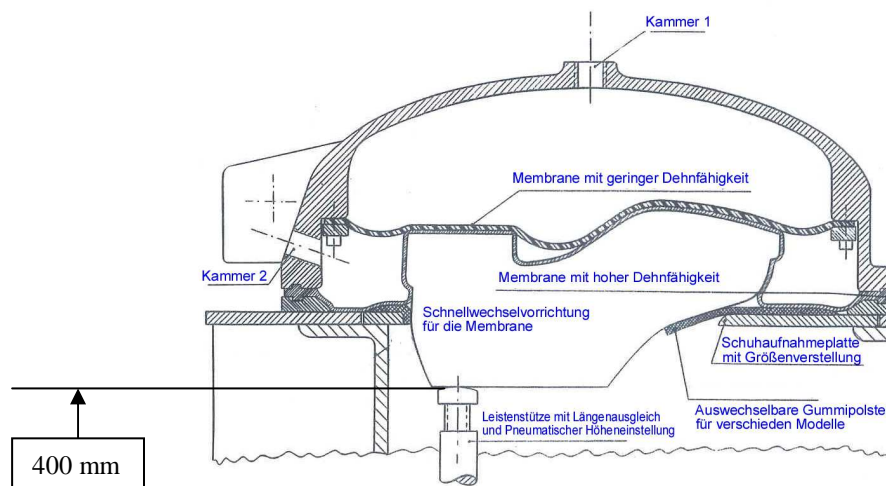 Kammer 1
Membrane mit geringer Dehnfähigkeit
Kammer 2
Membrane mit hoher Dehnfähigkeit
Schnellwechselvorrichtung
für die Membrane
Schuhaufnahmeplatte
mit Größenverstellung
Leistenstütze mit Längenausgleich
und Pneumatischer Höheneinstellung
Auswechselbare Gummipolste
für verschieden Modelle
400 mm